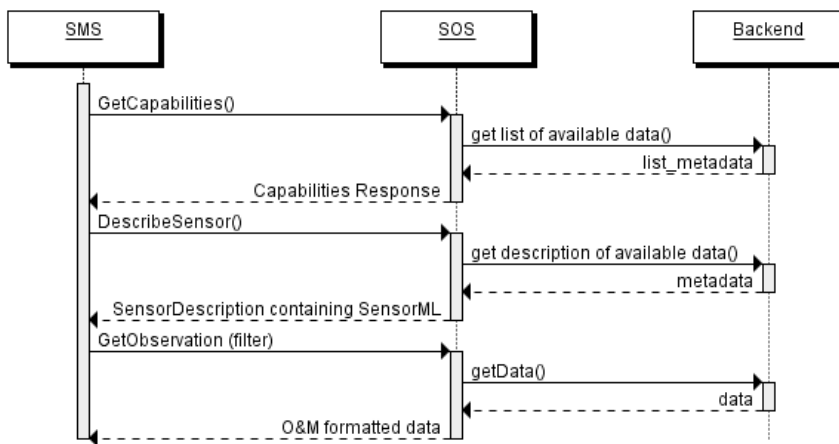 SMS
SOS
Backend
GetCapabilities()
get list of available data()
list_metadata
Capabilities Response
DescribeSensor()
get description of available data()
metadata
SensorDescription containing SensorML
GetObservation (filter)
getData()
data
O&M formatted data